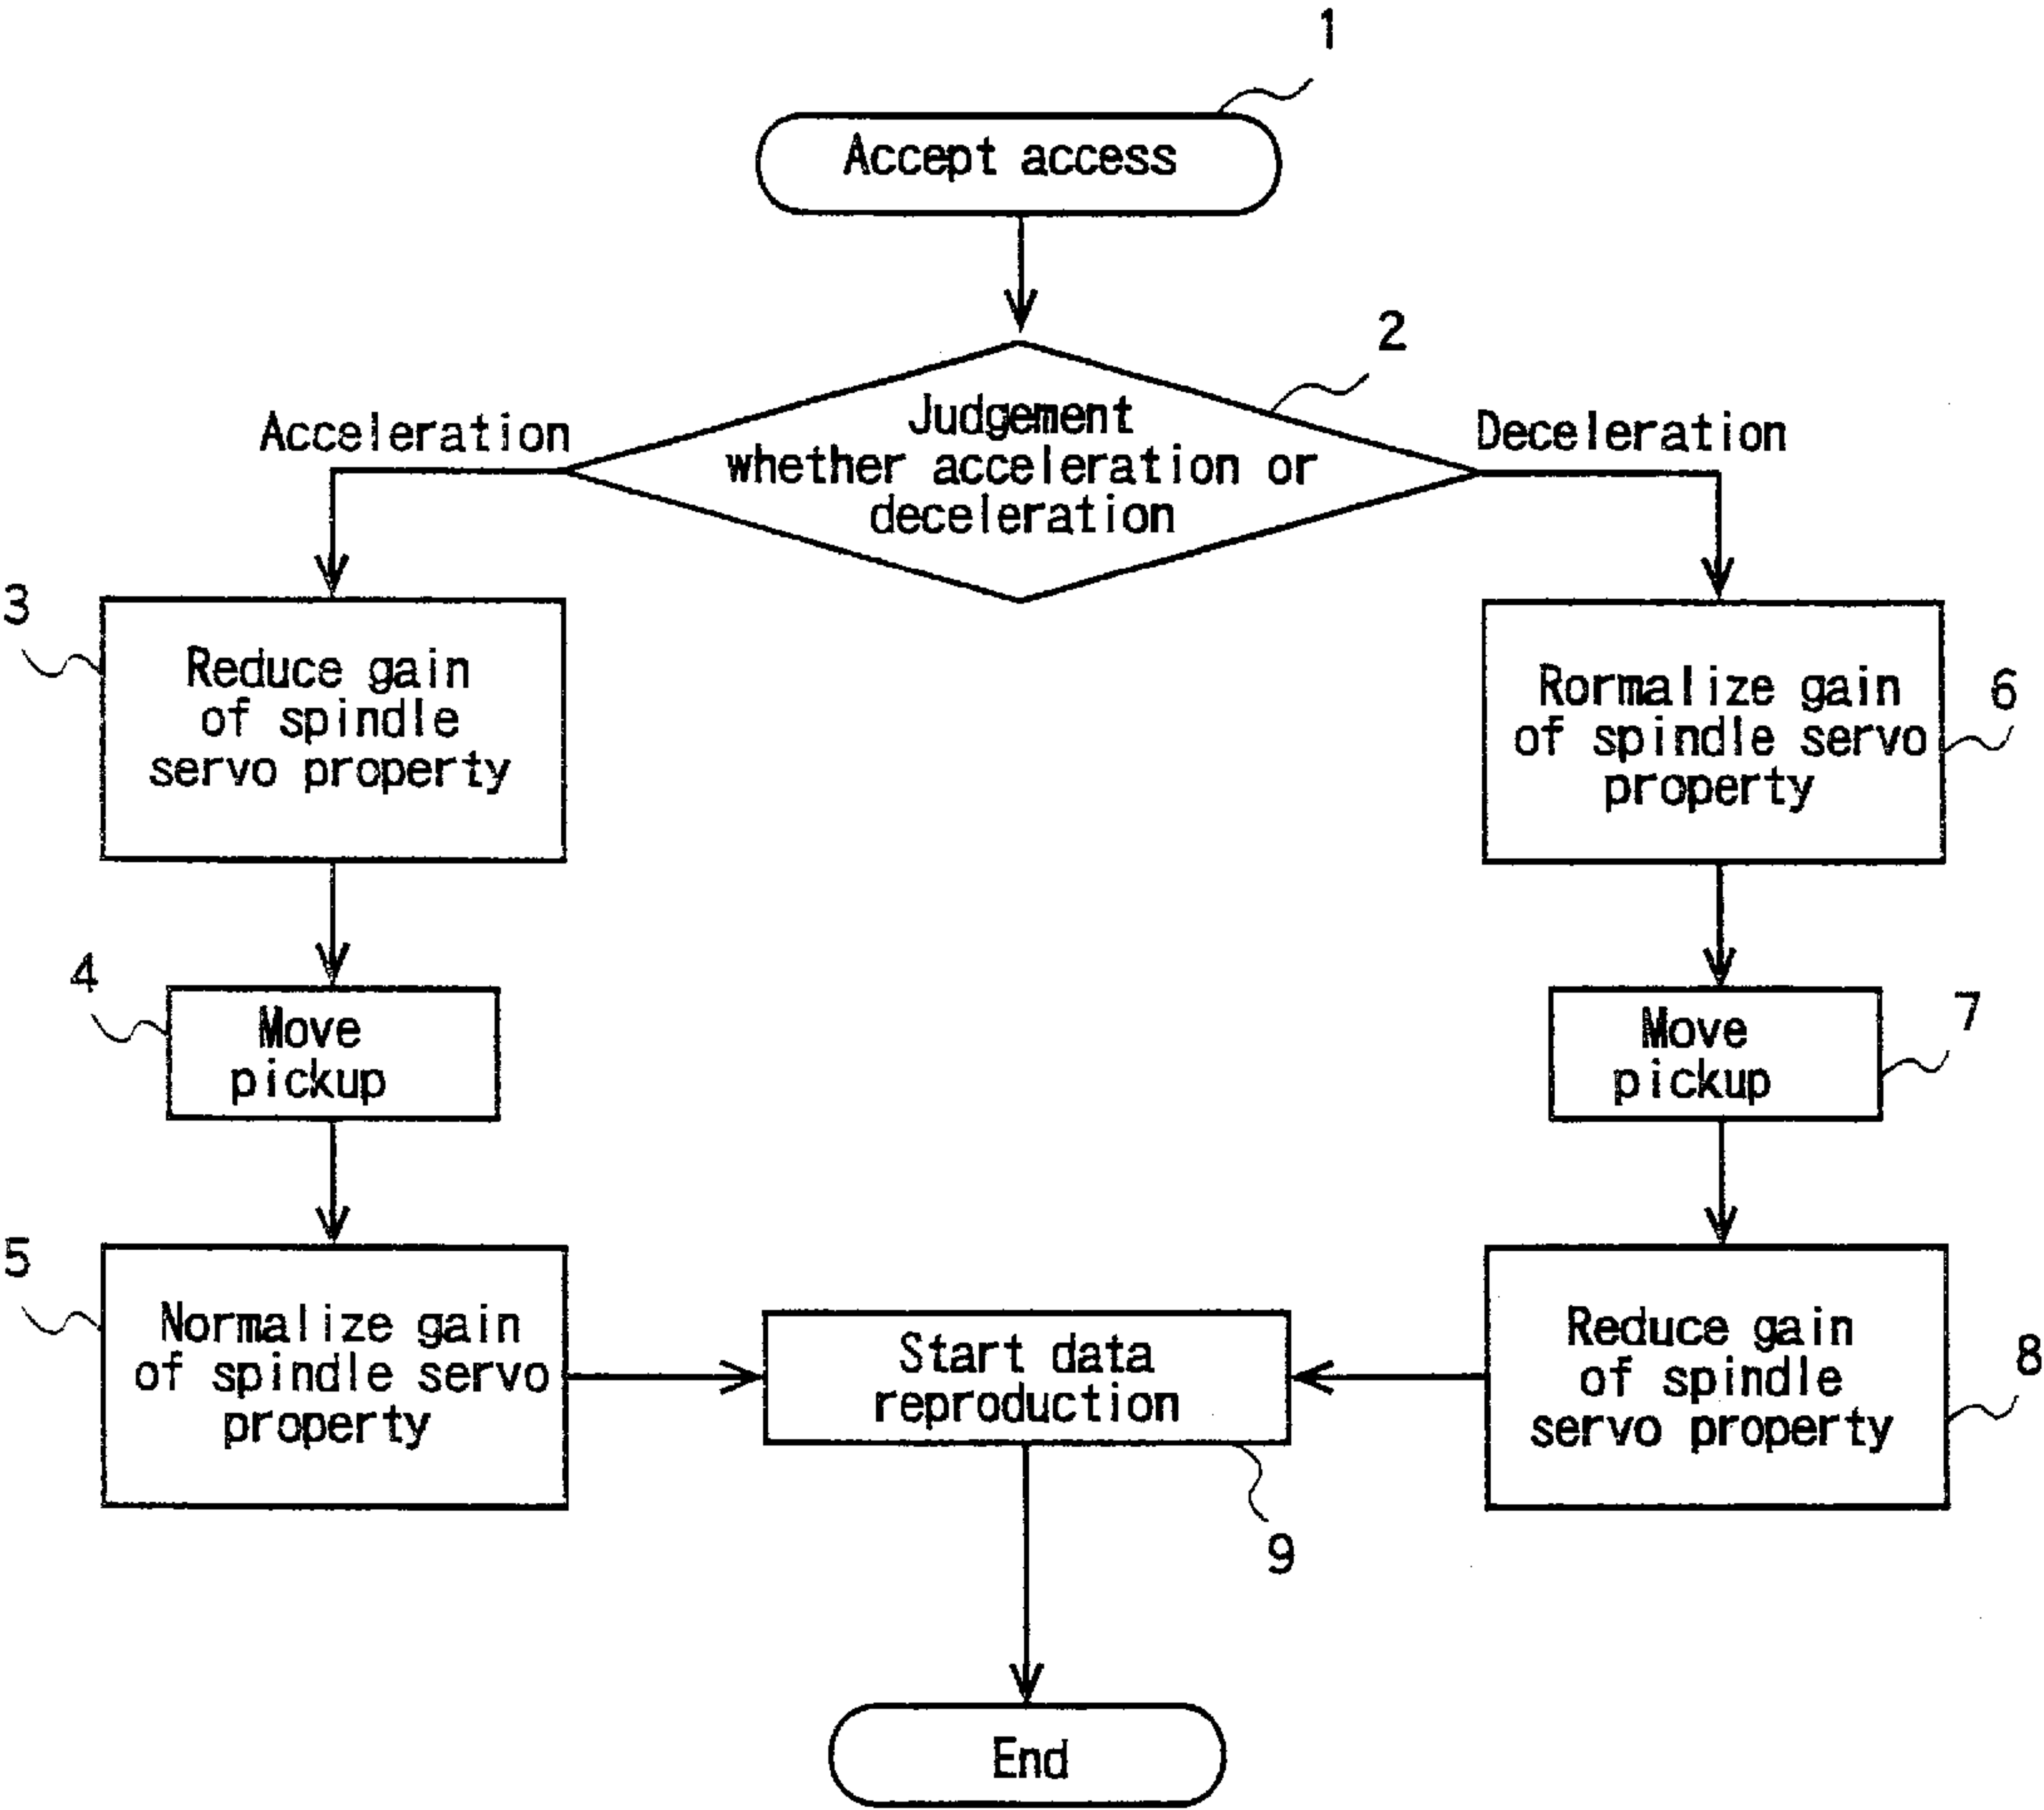 1
Accept access
2
Judgement
whether acceleration or
deceleration
Acceleration
Deceleration
3
Reduce gain
of spindle
servo property
6
Rormalize gain
of spindle servo
property
4
Move
pickup
7
Move
pickup
5
Normalize gain
of spindle servo
property
Start data
reproduction
9
Reduce gain
of spindle
servo property
8
End